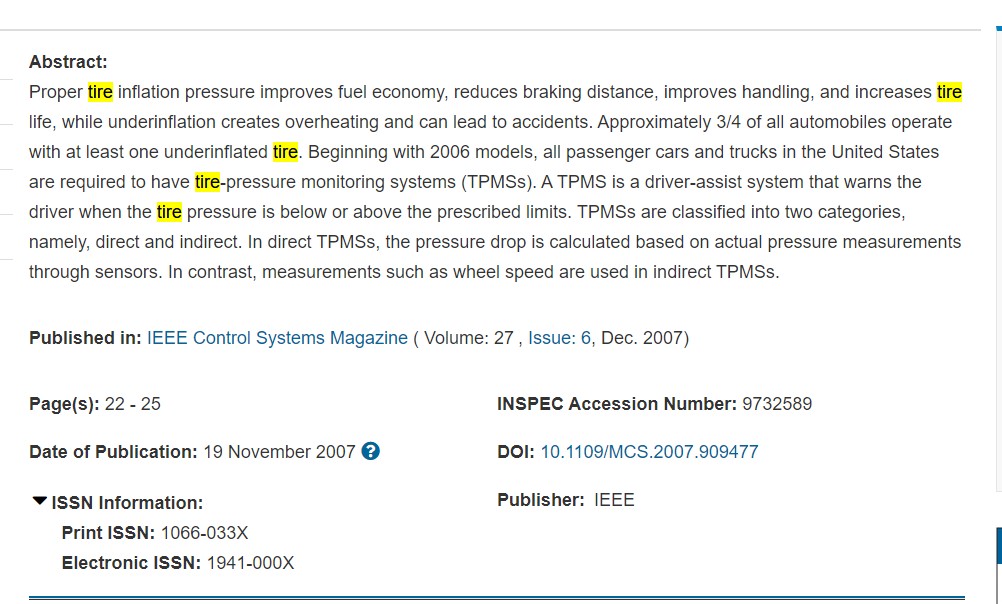 Abstract:
Proper tire inflation pressure improves fuel economy, reduces braking distance, improves handling, and increases tire
life, while underinflation creates overheating and can lead to accidents. Approximately 3/4 of all automobiles operate
with at least one underinflated tire. Beginning with 2006 models, all passenger cars and trucks in the United States
are required to have tire-pressure monitoring systems (TPMSs). A TPMS is a driver-assist system that warns the
driver when the tire pressure is below or above the prescribed limits. TPMSs are classified into two categories,
namely, direct and indirect. In direct TPMSs, the pressure drop is calculated based on actual pressure measurements
through sensors. In contrast, measurements such as wheel speed are used in indirect TPMSs.
Published in: IEEE Control Systems Magazine ( Volume: 27 , Issue: 6, Dec. 2007)
Page(s): 22 - 25
INSPEC Accession Number: 9732589
Date of Publication: 19 November 2007 ?
DOI: 10.1109/MCS.2007.909477
ISSN Information:
Publisher: IEEE
Print ISSN: 1066-033X
Electronic ISSN: 1941-000X